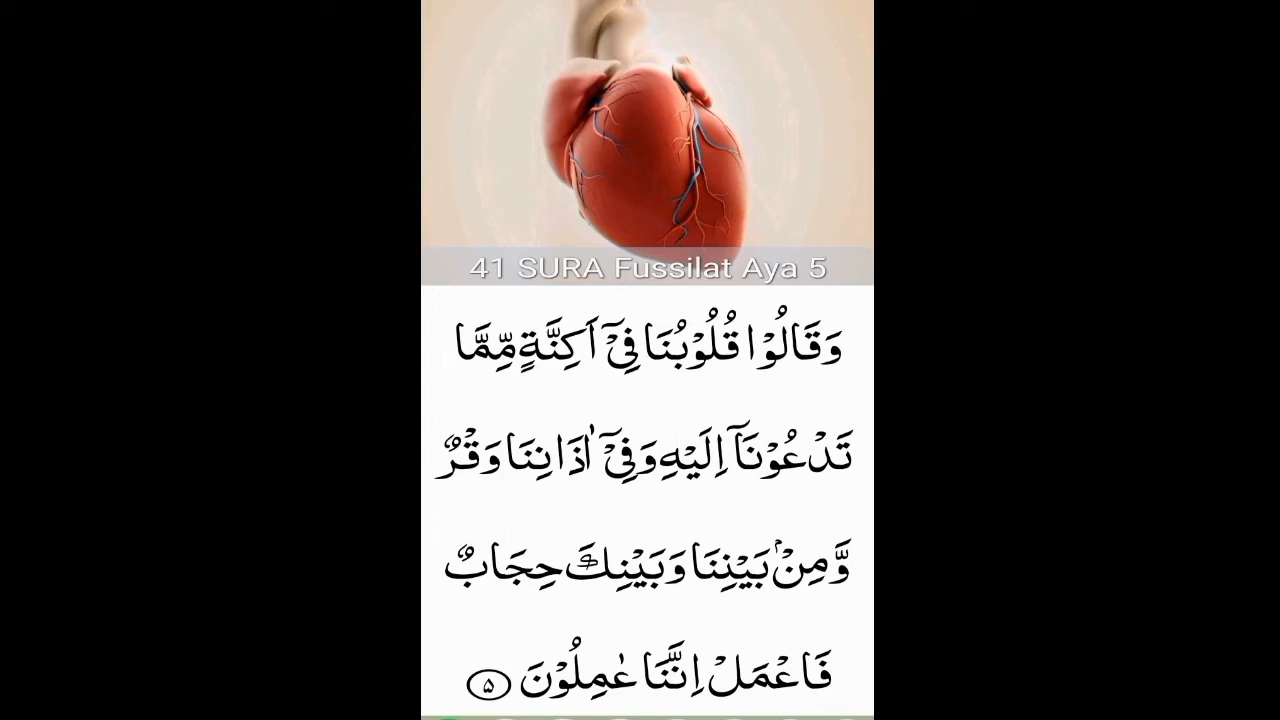 41 SURA Fussilat Aya 5
وَقَالُوْا قُلُوْبُنَا فِیْۤ اَكِنَّةٍ مِّمَّا
تَدْعُوْنَاۤ اِلَیْهِ وَفِیْۤ اٰذَانِنَا وَقْرٌ
وَّمِنْۢ بَیْنِنَا وَبَیْنِكَ حِجَابٌ
فَاعْمَلْ اِنَّنَا عٰمِلُوْنَ ۵